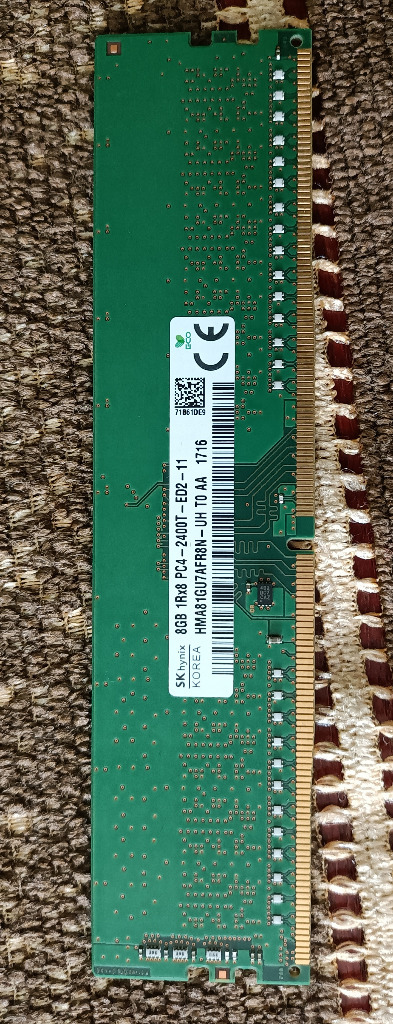 SK hynix
KOREA
8GB 1Rx8 PC4-2400T-ED2-11
HMA81GU7AFR8N-UH T0 AA 1716
71B61DE9
ECO
CE